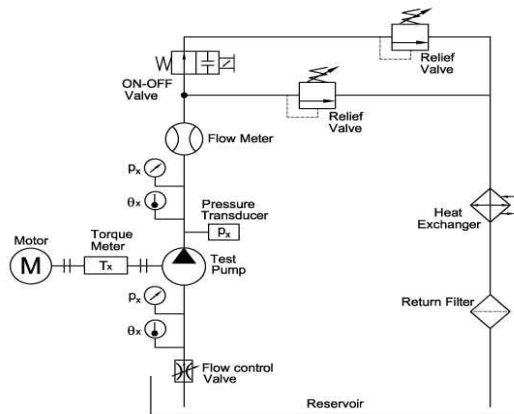 Relief
Valve
ON-OFF
Valve
Relief
Valve
Flow Meter
pₓ
θₓ
Pressure
Transducer
pₓ
Heat
Exchanger
Torque
Meter
Motor
M
Tₓ
Test
Pump
pₓ
Return Filter
θₓ
Flow control
Valve
Reservoir